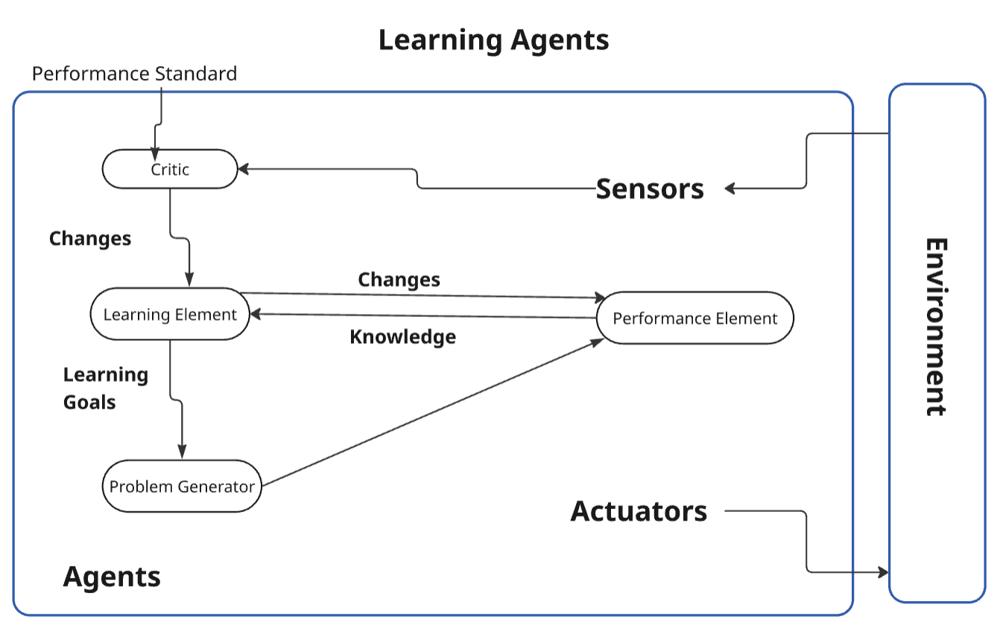 Learning Agents
Performance Standard
Critic
Sensors
Changes
Changes
Learning Element
Performance Element
Knowledge
Learning
Goals
Problem Generator
Actuators
Agents
Environment